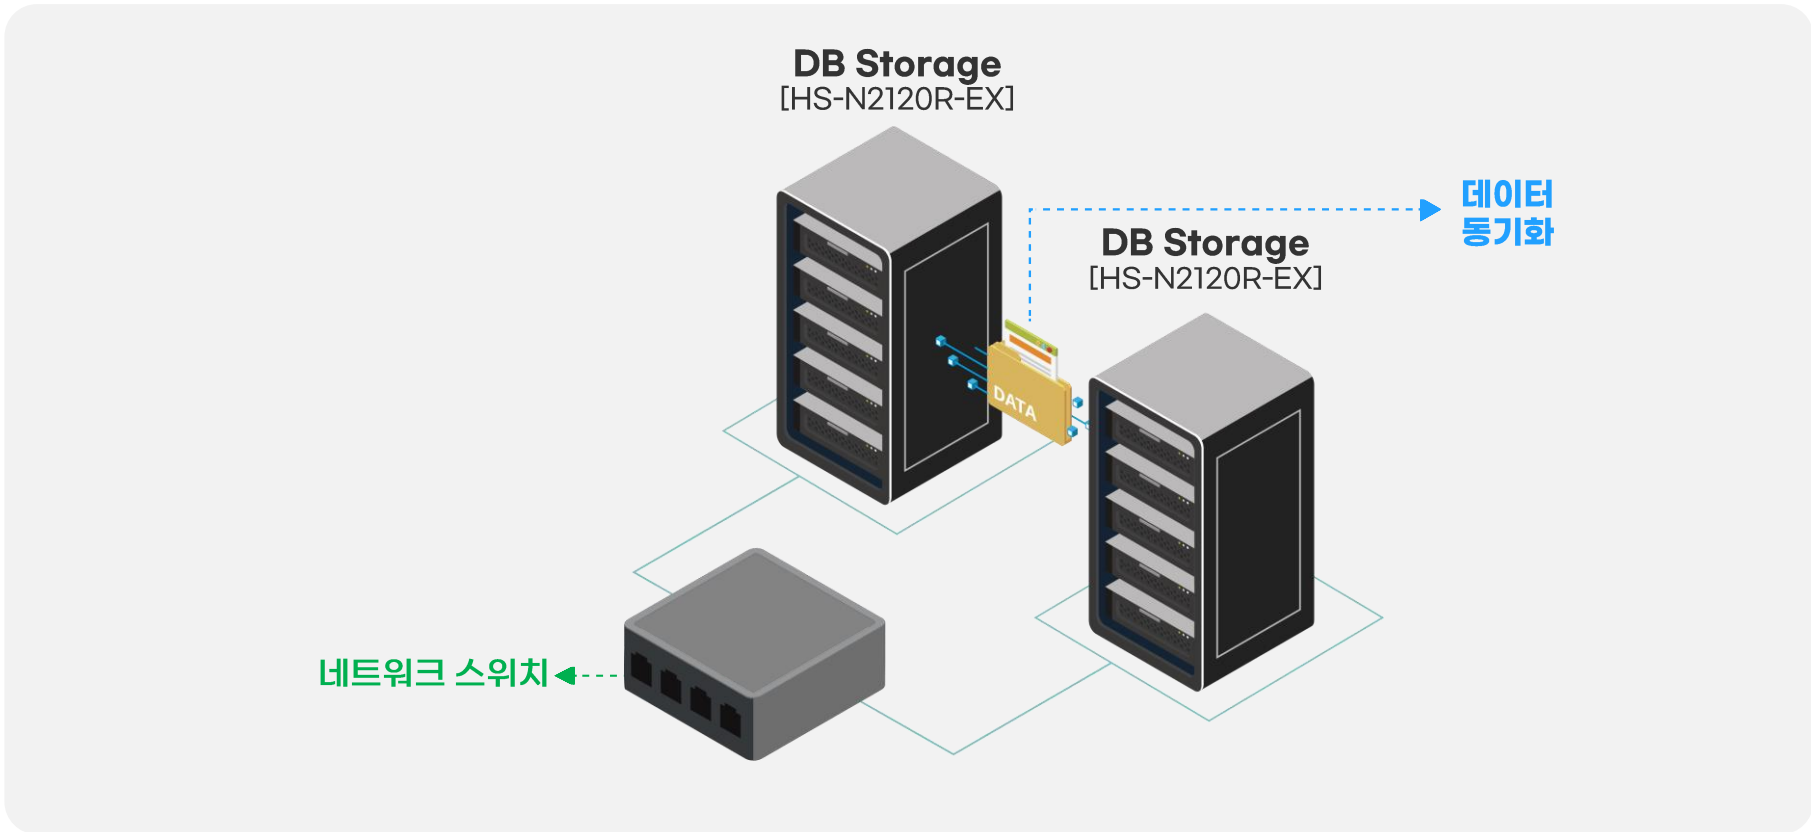 DB Storage
[HS-N2120R-EX]
데이터
동기화
DB Storage
[HS-N2120R-EX]
DATA
네트워크 스위치